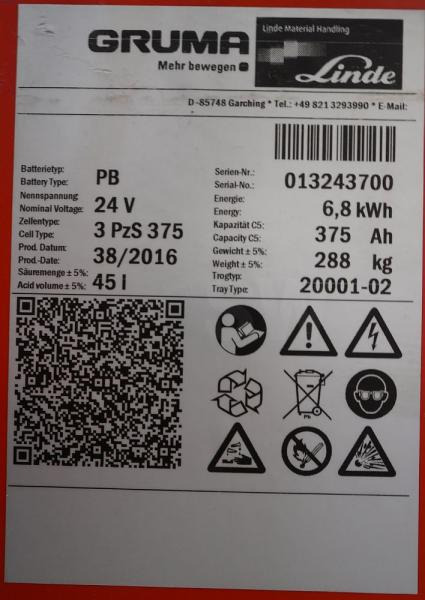 GRUMA
Mehr bewegen
Linde Material Handling
Linde
D-85748 Garching * Tel.: +49 821 3293990 * E-Mail:
Batterietyp:
Battery Type: PB
Nennspannung
Nominal Voltage: 24 V
Zellentype:
Cell Type: 3 PzS 375
Prod. Datum:
Prod.-Date: 38/2016
Säuremenge ± 5%:
Acid volume ± 5%: 45 l
Serien-Nr.:
Serial-No.: 013243700
Energie:
Energy: 6,8 kWh
Kapazität C5:
Capacity C5: 375 Ah
Gewicht ± 5%:
Weight ± 5%: 288 kg
Trogtyp:
Tray Type: 20001-02
Pb